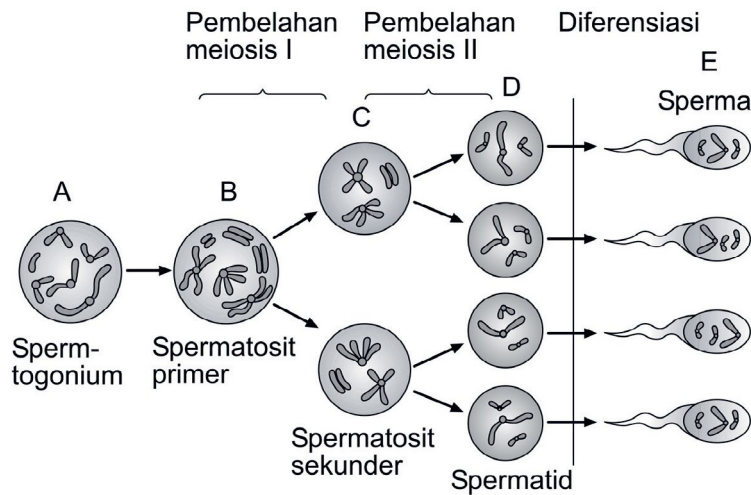 Pembelahan
meiosis I
Pembelahan
meiosis II
Diferensiasi
A
B
C
D
E
Sperma
Sperm-
togonium
Spermatosit
primer
Spermatosit
sekunder
Spermatid